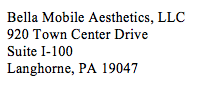 Bella Mobile Aesthetics, LLC
920 Town Center Drive
Suite I-100
Langhorne, PA 19047